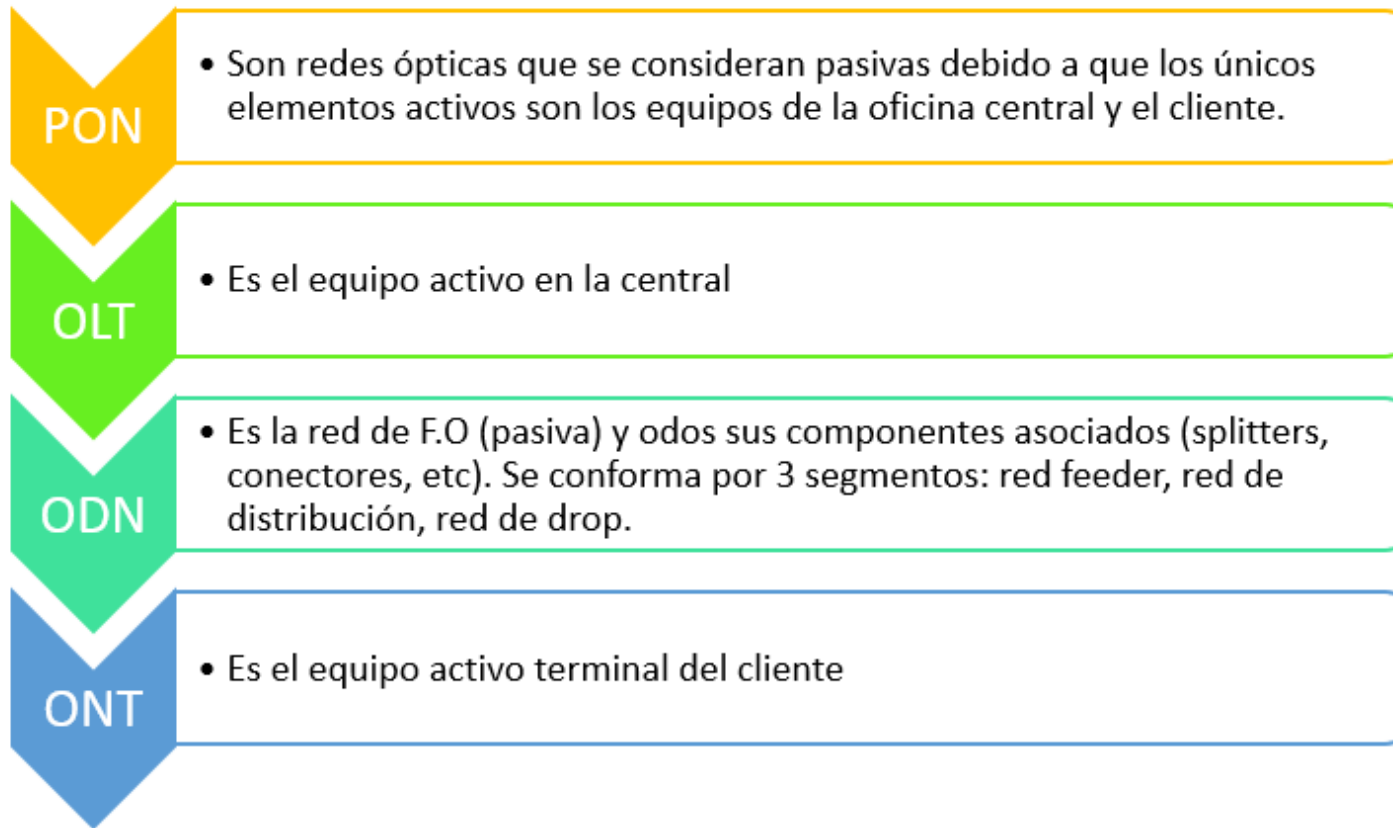 PON
• Son redes ópticas que se consideran pasivas debido a que los únicos
elementos activos son los equipos de la oficina central y el cliente.
OLT
• Es el equipo activo en la central
ODN
• Es la red de F.O (pasiva) y odos sus componentes asociados (splitters,
conectores, etc). Se conforma por 3 segmentos: red feeder, red de
distribución, red de drop.
ONT
• Es el equipo activo terminal del cliente